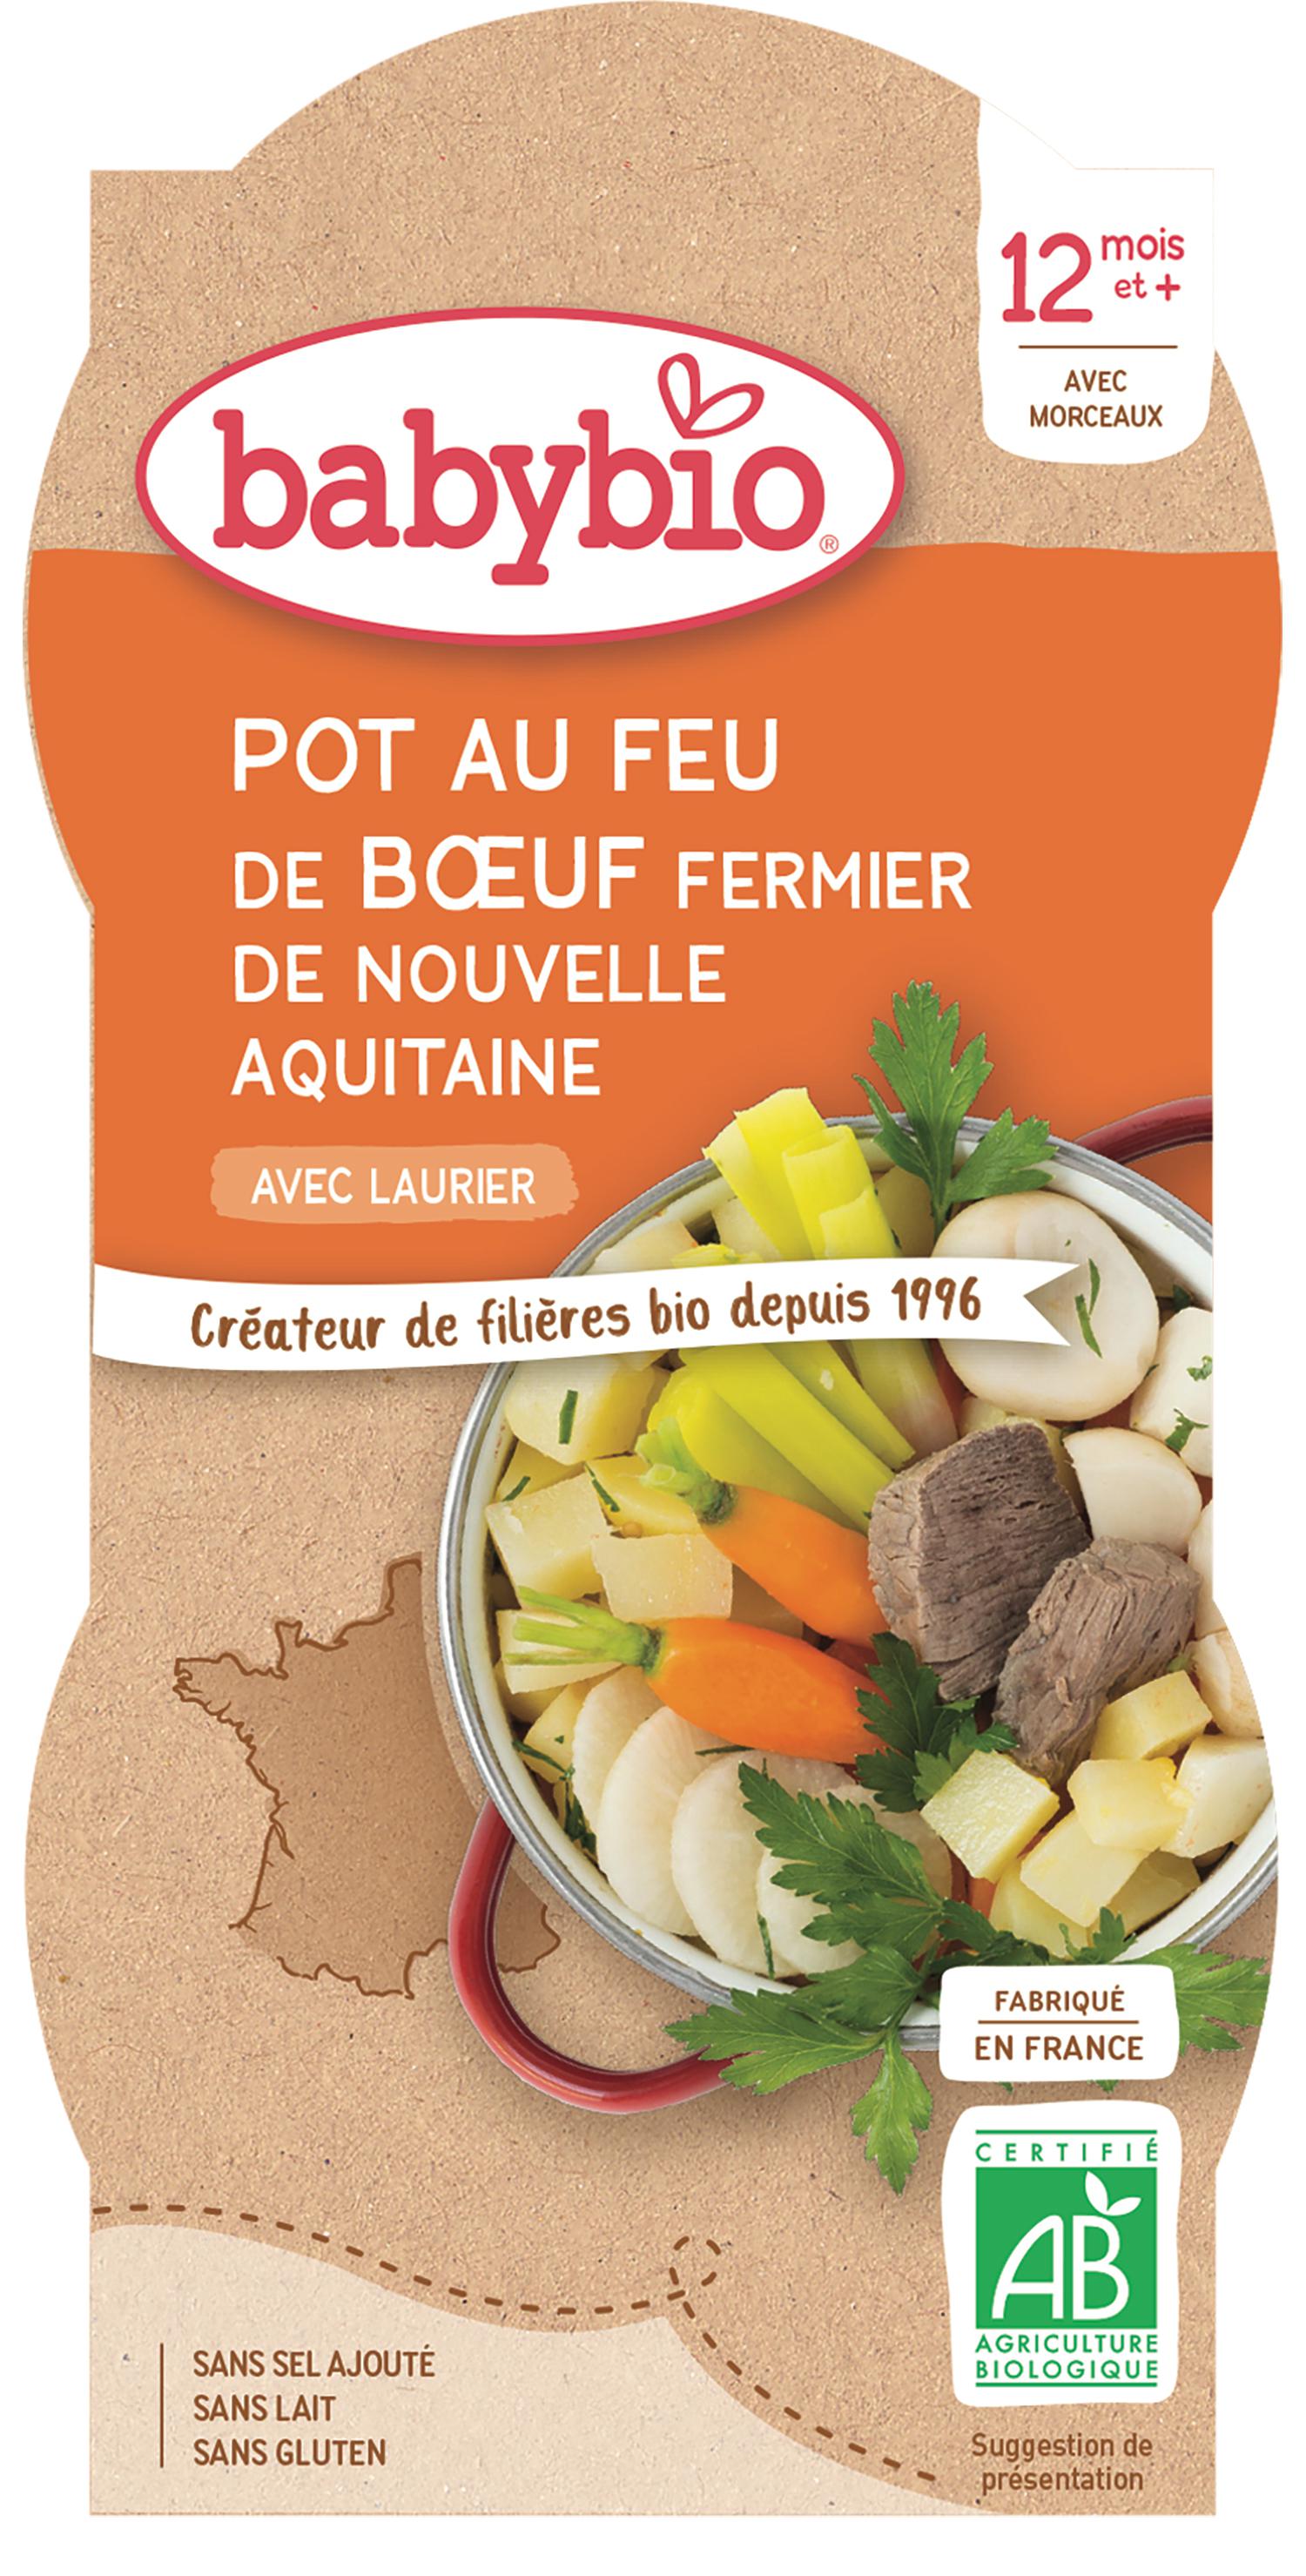 12 mois
et +
AVEC
MORCEAUX
babybio®
POT AU FEU
DE BŒUF FERMIER
DE NOUVELLE
AQUITAINE
AVEC LAURIER
Créateur de filières bio depuis 1996
FABRIQUÉ
EN FRANCE
CERTIFIÉ
AB
AGRICULTURE
BIOLOGIQUE
SANS SEL AJOUTÉ
SANS LAIT
SANS GLUTEN
Suggestion de
présentation